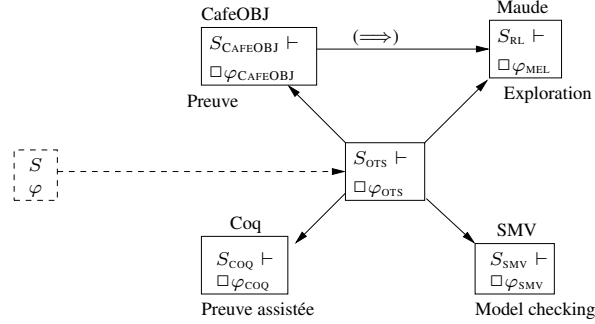 CafeOBJ
Maude
S_CAFEOBJ ⊢
□φ_CAFEOBJ
(⟹)
S_RL ⊢
□φ_MEL
Preuve
Exploration
S
φ
S_OTS ⊢
□φ_OTS
Coq
SMV
S_COQ ⊢
□φ_COQ
S_SMV ⊢
□φ_SMV
Preuve assistée
Model checking